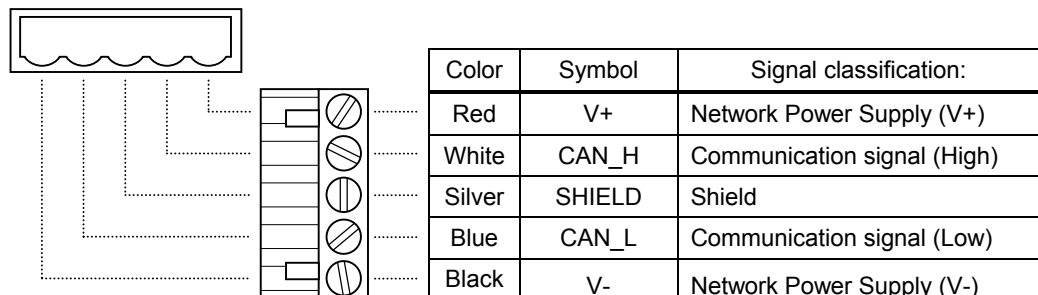 Color Symbol Signal classification:
Red V+ Network Power Supply (V+)
White CAN_H Communication signal (High)
Silver SHIELD Shield
Blue CAN_L Communication signal (Low)
Black V- Network Power Supply (V-)